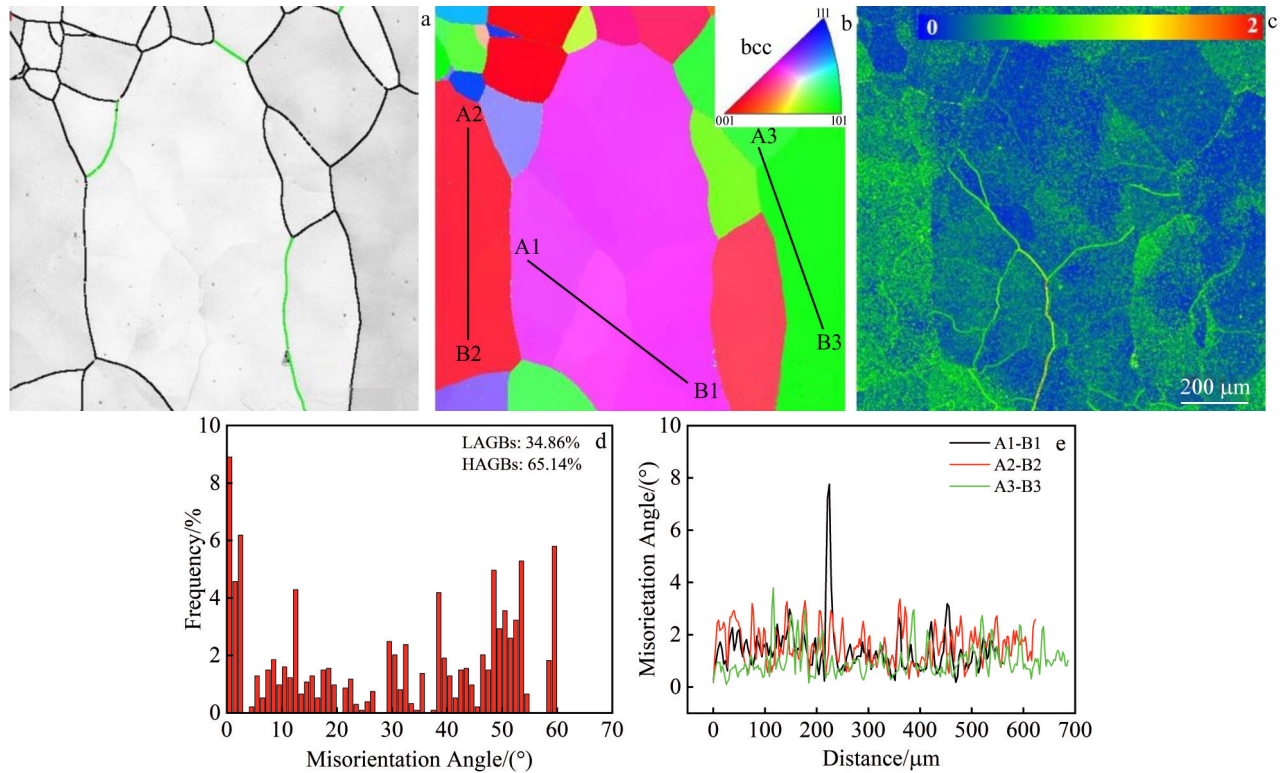 a
b
c
111
bcc
001
101
0
2
A2
A3
A1
B2
B3
B1
200 μm
10
8
6
4
2
0
Frequency/%
LAGBs: 34.86%
HAGBs: 65.14%
d
0
10
20
30
40
50
60
70
Misorientation Angle/(°)
10
8
6
4
2
0
Misorietation Angle/(°)
A1-B1
A2-B2
A3-B3
e
0
100
200
300
400
500
600
700
Distance/μm